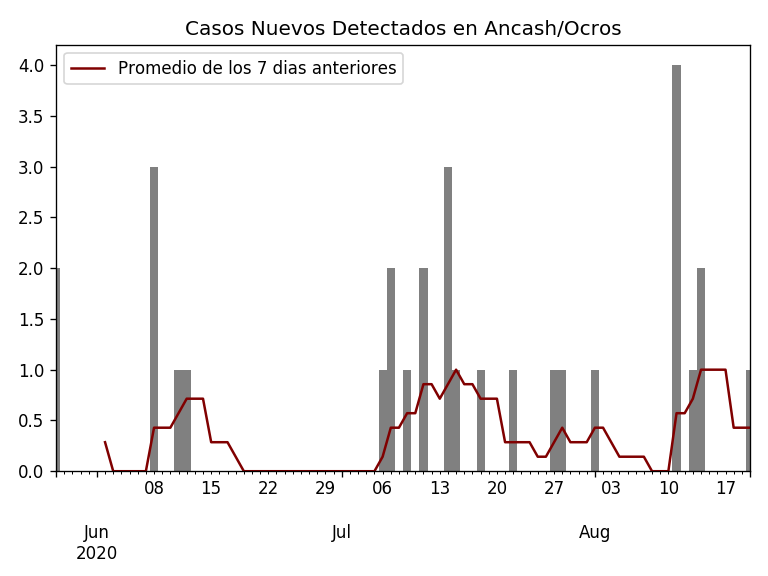 Casos Nuevos Detectados en Ancash/Ocros
Promedio de los 7 dias anteriores
4.0
3.5
3.0
2.5
2.0
1.5
1.0
0.5
0.0
08 15 22 29 06 13 20 27 03 10 17
Jun Jul Aug
2020